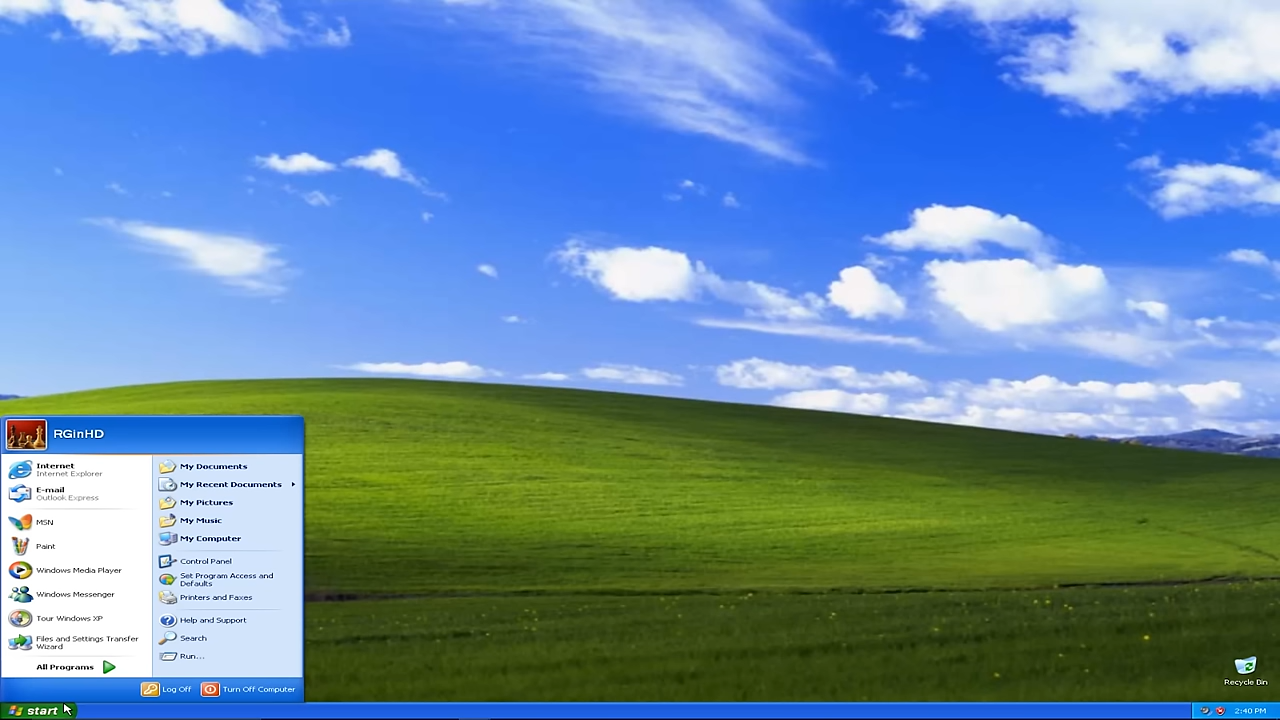 RGinHD
Internet
Internet Explorer
E-mail
Outlook Express
MSN
Paint
Windows Media Player
Windows Messenger
Tour Windows XP
Files and Settings Transfer
Wizard
All Programs
My Documents
My Recent Documents
My Pictures
My Music
My Computer
Control Panel
Set Program Access and
Defaults
Printers and Faxes
Help and Support
Search
Run...
Log Off
Turn Off Computer
Recycle Bin
start
2:40 PM